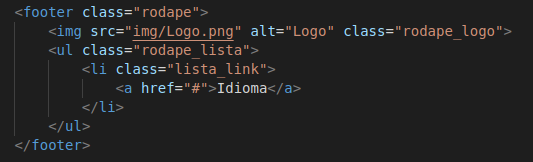 <footer class="rodape">
<img src="img/Logo.png" alt="Logo" class="rodape_logo">
<ul class="rodape_lista">
<li class="lista_link">
<a href="#">Idioma</a>
</li>
</ul>
</footer>